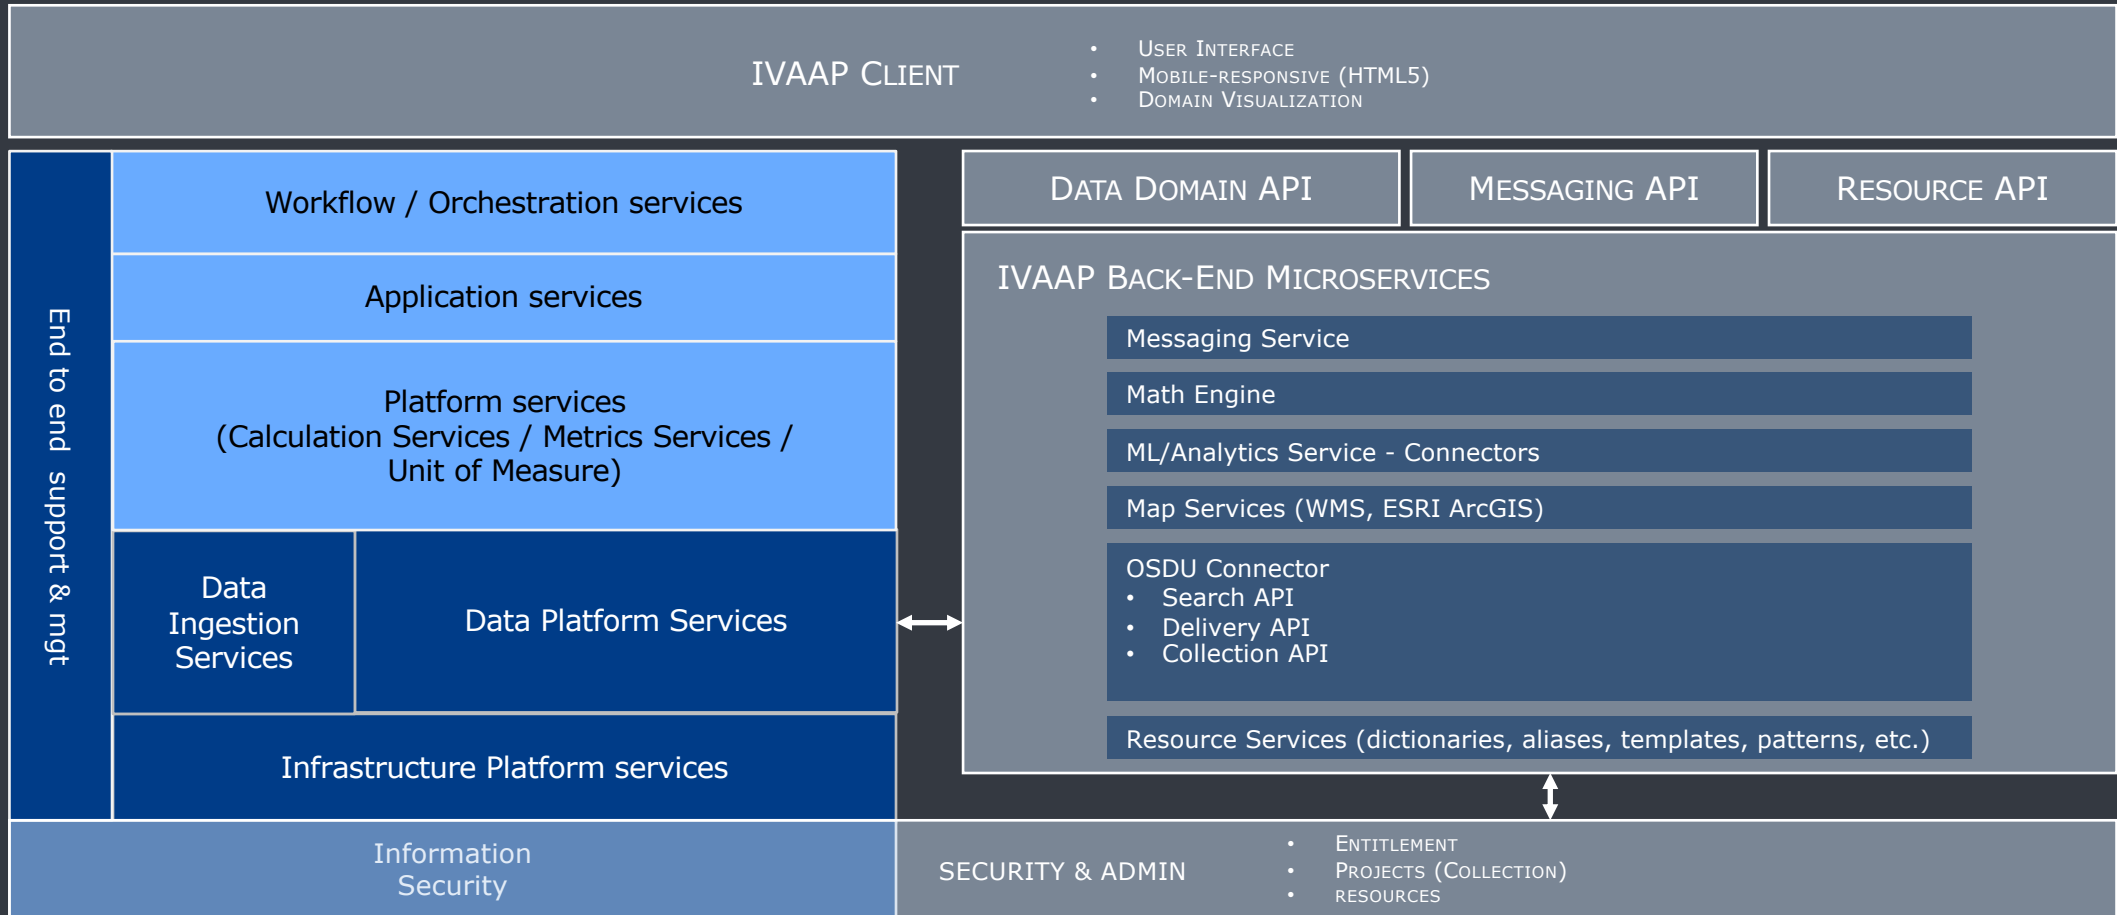 IVAAP Client
• User Interface
• Mobile-responsive (HTML5)
• Domain Visualization
End to end support & mgt
Workflow / Orchestration services
Application services
Platform services
(Calculation Services / Metrics Services /
Unit of Measure)
Data
Ingestion
Services
Data Platform Services
Infrastructure Platform services
Information
Security
Data Domain API
Messaging API
Resource API
IVAAP Back-End Microservices
Messaging Service
Math Engine
ML/Analytics Service - Connectors
Map Services (WMS, ESRI ArcGIS)
OSDU Connector
• Search API
• Delivery API
• Collection API
Resource Services (dictionaries, aliases, templates, patterns, etc.)
SECURITY & ADMIN
• Entitlement
• Projects (Collection)
• resources